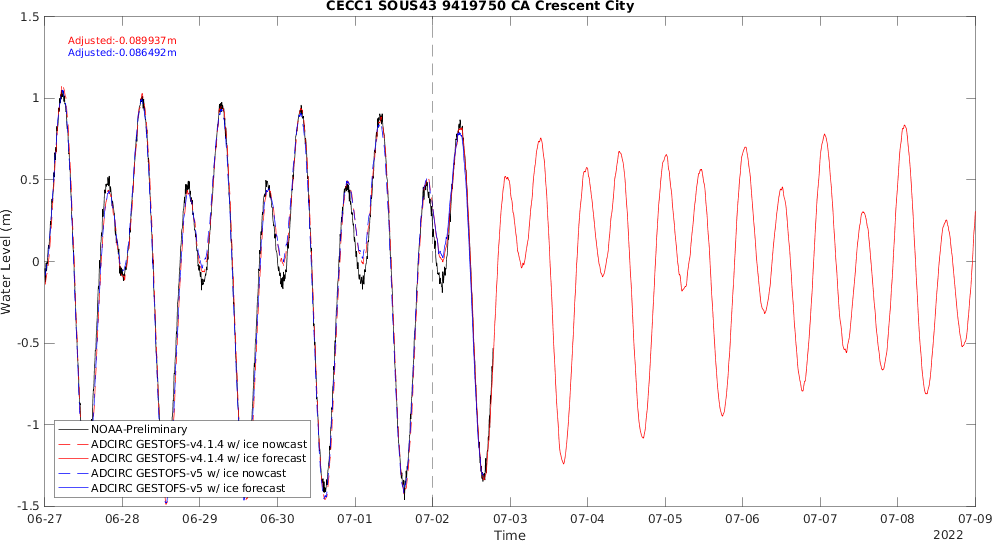 CECC1 SOUS43 9419750 CA Crescent City
Adjusted:-0.089937m
Adjusted:-0.086492m
Water Level (m)
1.5
1
0.5
0
-0.5
-1
-1.5
NOAA-Preliminary
ADCIRC GESTOFS-v4.1.4 w/ ice nowcast
ADCIRC GESTOFS-v4.1.4 w/ ice forecast
ADCIRC GESTOFS-v5 w/ ice nowcast
ADCIRC GESTOFS-v5 w/ ice forecast
06-27 06-28 06-29 06-30 07-01 07-02 07-03 07-04 07-05 07-06 07-07 07-08 07-09
Time
2022